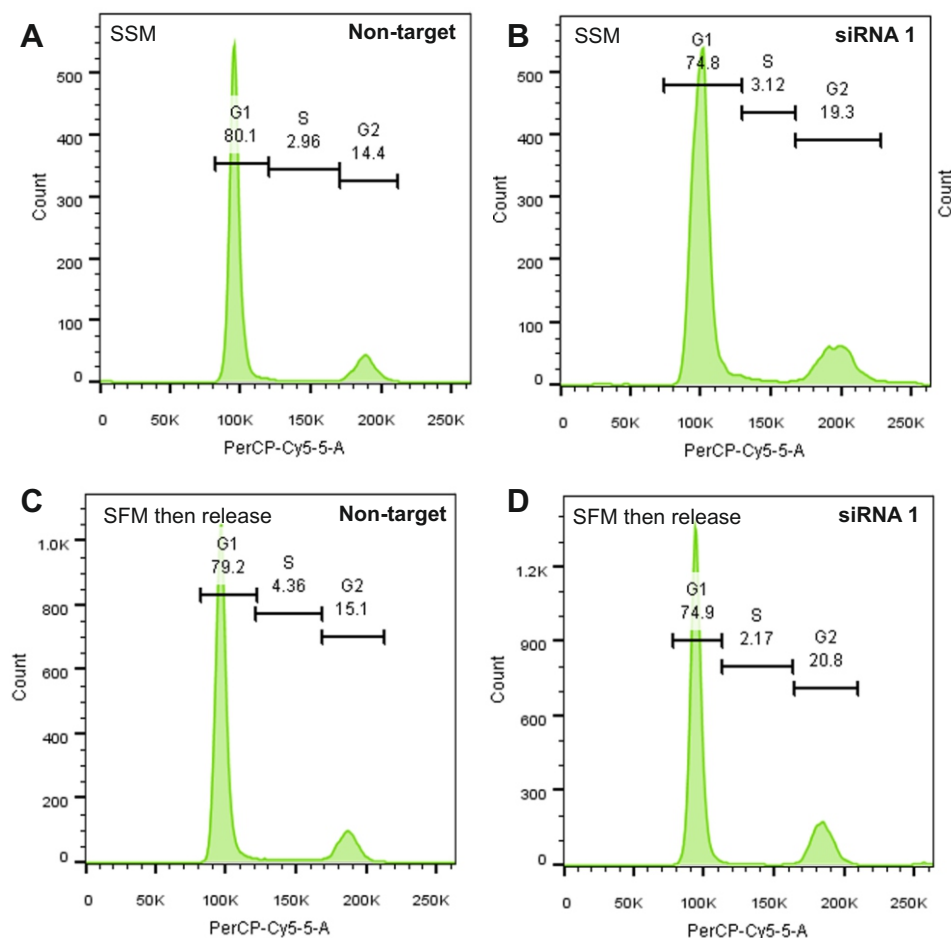 A
SSM
Non-target
G1
80.1
S
2.96
G2
14.4
500
400
300
200
100
0
Count
0 50K 100K 150K 200K 250K
PerCP-Cy5-5-A
B
SSM
siRNA 1
G1
74.8
S
3.12
G2
19.3
500
400
300
200
100
0
Count
0 50K 100K 150K 200K 250K
PerCP-Cy5-5-A
Count
C
SFM then release
Non-target
G1
79.2
S
4.36
G2
15.1
1.0K
800
600
400
200
0
Count
0 50K 100K 150K 200K 250K
PerCP-Cy5-5-A
D
SFM then release
siRNA 1
G1
74.9
S
2.17
G2
20.8
1.2K
900
600
300
0
Count
0 50K 100K 150K 200K 250K
PerCP-Cy5-5-A